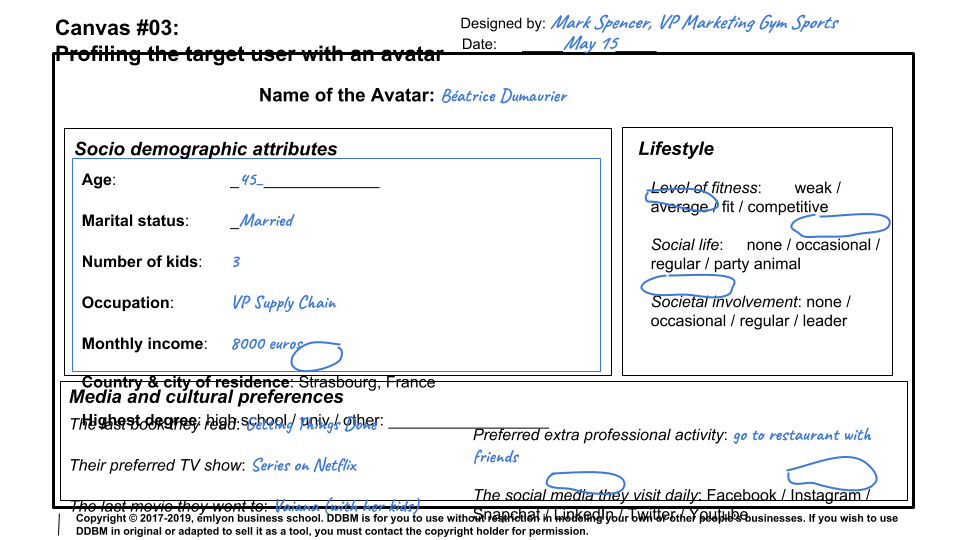 Canvas #03:
Profiling the target user with an avatar
Designed by: Mark Spencer, VP Marketing Gym Sports
Date: May 15
Name of the Avatar: Béatrice Dumaurier
Socio demographic attributes
Age: _45_
Marital status: _Married
Number of kids: 3
Occupation: VP Supply Chain
Monthly income: 8000 euros
Country & city of residence: Strasbourg, France
Highest degree: high school / univ / other:
Lifestyle
Level of fitness: weak /
average / fit / competitive
Social life: none / occasional /
regular / party animal
Societal involvement: none /
occasional / regular / leader
Media and cultural preferences
The last book they read: Getting Things Done
Their preferred TV show: Series on Netflix
The last movie they went to: Vaiana (with her kids)
Preferred extra professional activity: go to restaurant with
friends
The social media they visit daily: Facebook / Instagram /
Snapchat / LinkedIn / Twitter / Youtube
Copyright © 2017-2019, emlyon business school. DDBM is for you to use without restriction in modeling your own or other people's businesses. If you wish to use
DDBM in original or adapted to sell it as a tool, you must contact the copyright holder for permission.